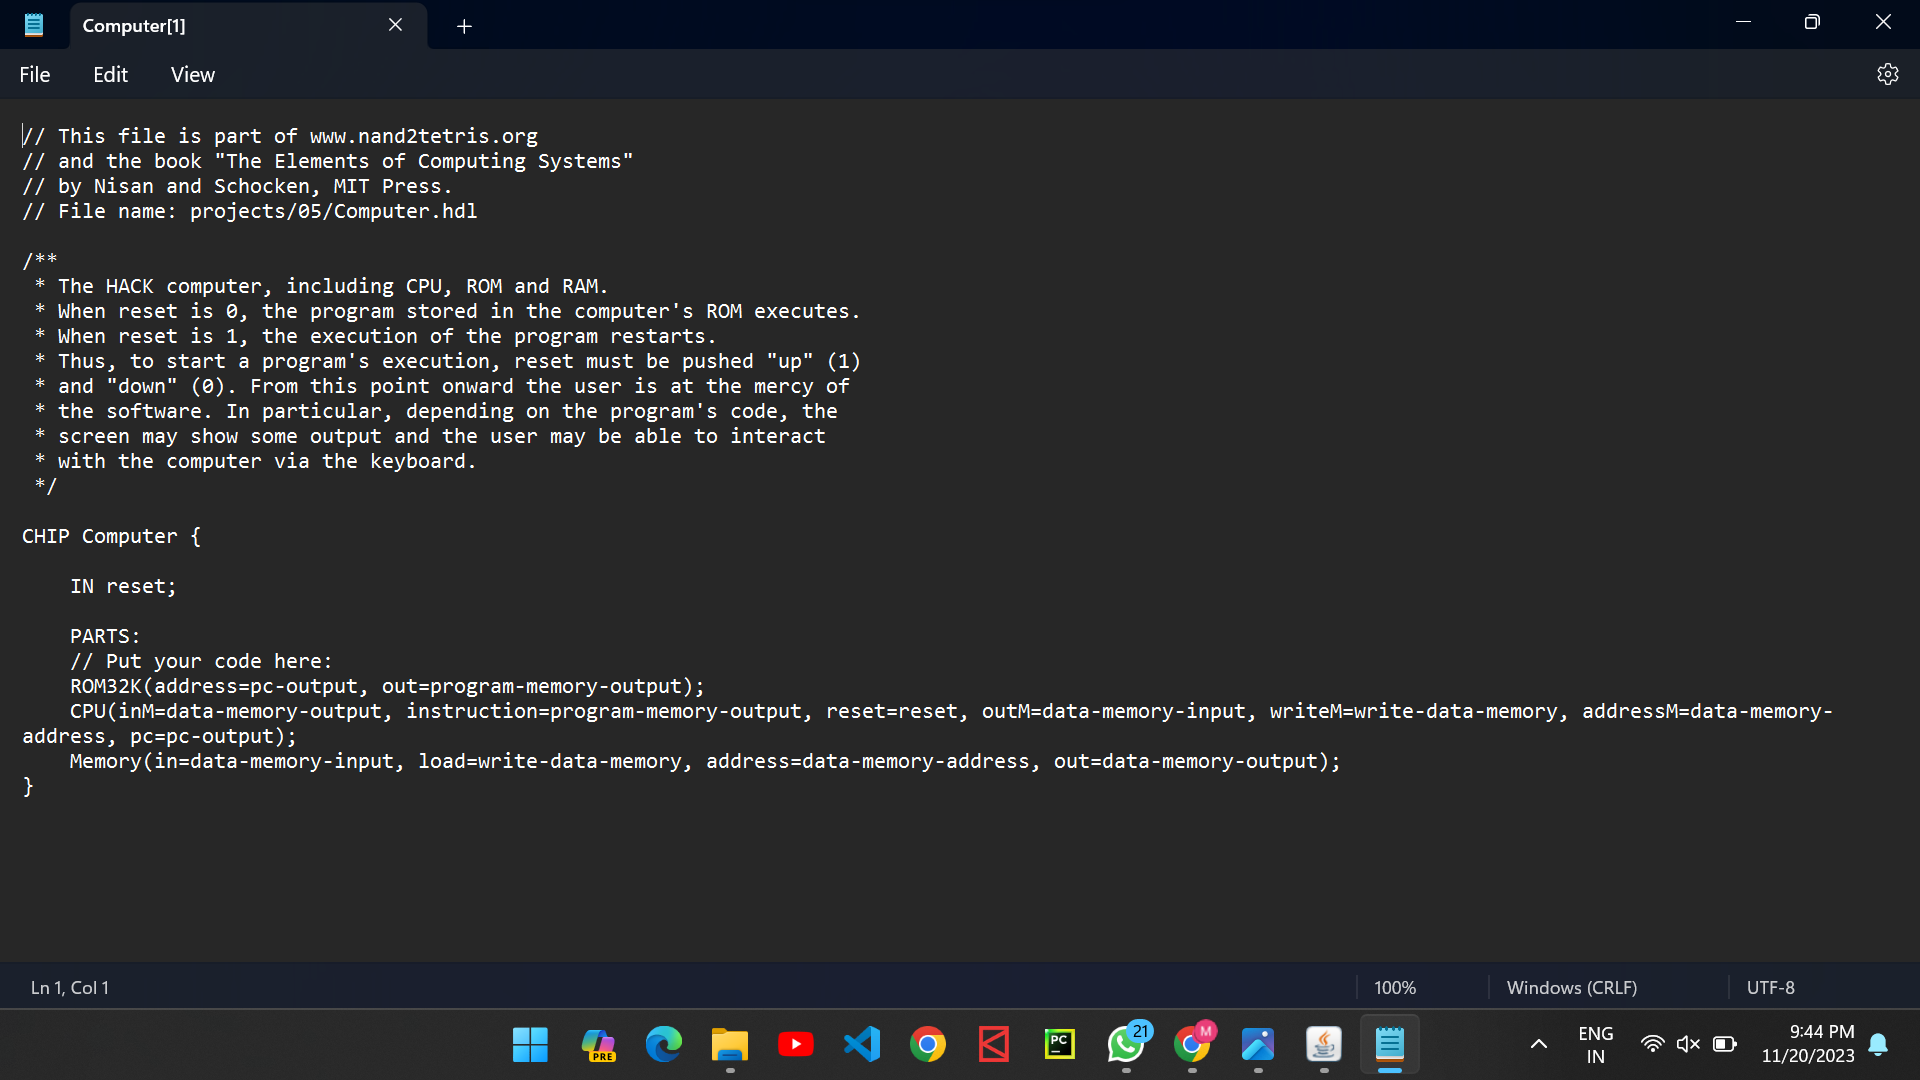 Computer[1]
File Edit View
// This file is part of www.nand2tetris.org
// and the book "The Elements of Computing Systems"
// by Nisan and Schocken, MIT Press.
// File name: projects/05/Computer.hdl
/**
 * The HACK computer, including CPU, ROM and RAM.
 * When reset is 0, the program stored in the computer's ROM executes.
 * When reset is 1, the execution of the program restarts.
 * Thus, to start a program's execution, reset must be pushed "up" (1)
 * and "down" (0). From this point onward the user is at the mercy of
 * the software. In particular, depending on the program's code, the
 * screen may show some output and the user may be able to interact
 * with the computer via the keyboard.
 */
CHIP Computer {
    IN reset;
    PARTS:
    // Put your code here:
    ROM32K(address=pc-output, out=program-memory-output);
    CPU(inM=data-memory-output, instruction=program-memory-output, reset=reset, outM=data-memory-input, writeM=write-data-memory, addressM=data-memory-
address, pc=pc-output);
    Memory(in=data-memory-input, load=write-data-memory, address=data-memory-address, out=data-memory-output);
}
Ln 1, Col 1 100% Windows (CRLF) UTF-8
PRE PC 21 M ENG 9:44 PM
IN 11/20/2023